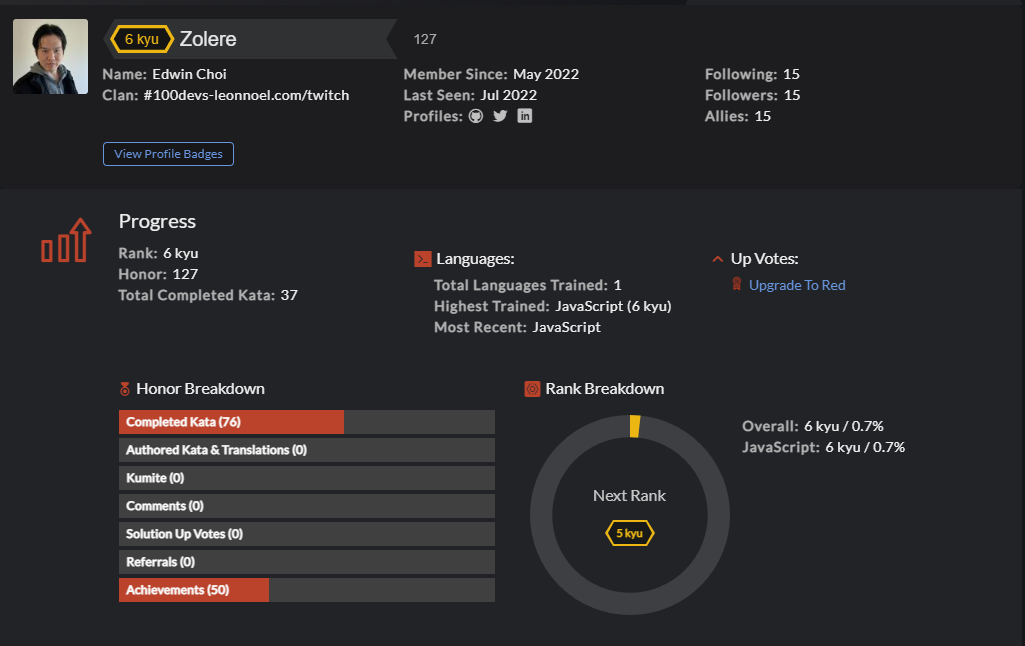 6 kyu Zolere 127
Name: Edwin Choi
Clan: #100devs-leonnoel.com/twitch
Member Since: May 2022
Last Seen: Jul 2022
Profiles:
Following: 15
Followers: 15
Allies: 15
View Profile Badges
Progress
Rank: 6 kyu
Honor: 127
Total Completed Kata: 37
Languages:
Total Languages Trained: 1
Highest Trained: JavaScript (6 kyu)
Most Recent: JavaScript
Up Votes:
Upgrade To Red
Honor Breakdown
Completed Kata (76)
Authored Kata & Translations (0)
Kumite (0)
Comments (0)
Solution Up Votes (0)
Referrals (0)
Achievements (50)
Rank Breakdown
Next Rank
5 kyu
Overall: 6 kyu / 0.7%
JavaScript: 6 kyu / 0.7%